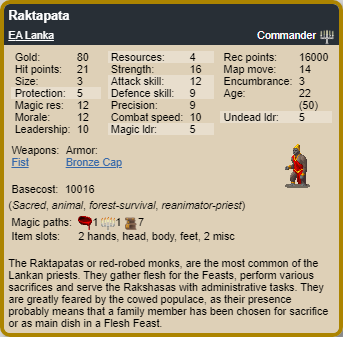 Raktapata
EA Lanka Commander
Gold: 80 Resources: 4 Rec points: 16000
Hit points: 21 Strength: 16 Map move: 14
Size: 3 Attack skill: 12 Encumbrance: 3
Protection: 5 Defence skill: 9 Age: 22
Magic res: 12 Precision: 9 (50)
Morale: 12 Combat speed: 10 Undead ldr: 5
Leadership: 10 Magic ldr: 5
Weapons: Armor:
Fist Bronze Cap
Basecost: 10016
(Sacred, animal, forest-survival, reanimator-priest)
Magic paths: 1 1 7
Item slots: 2 hands, head, body, feet, 2 misc
The Raktapatas or red-robed monks, are the most common of the
Lankan priests. They gather flesh for the Feasts, perform various
sacrifices and serve the Rakshasas with administrative tasks. They
are greatly feared by the cowed populace, as their presence
probably means that a family member has been chosen for sacrifice
or as main dish in a Flesh Feast.